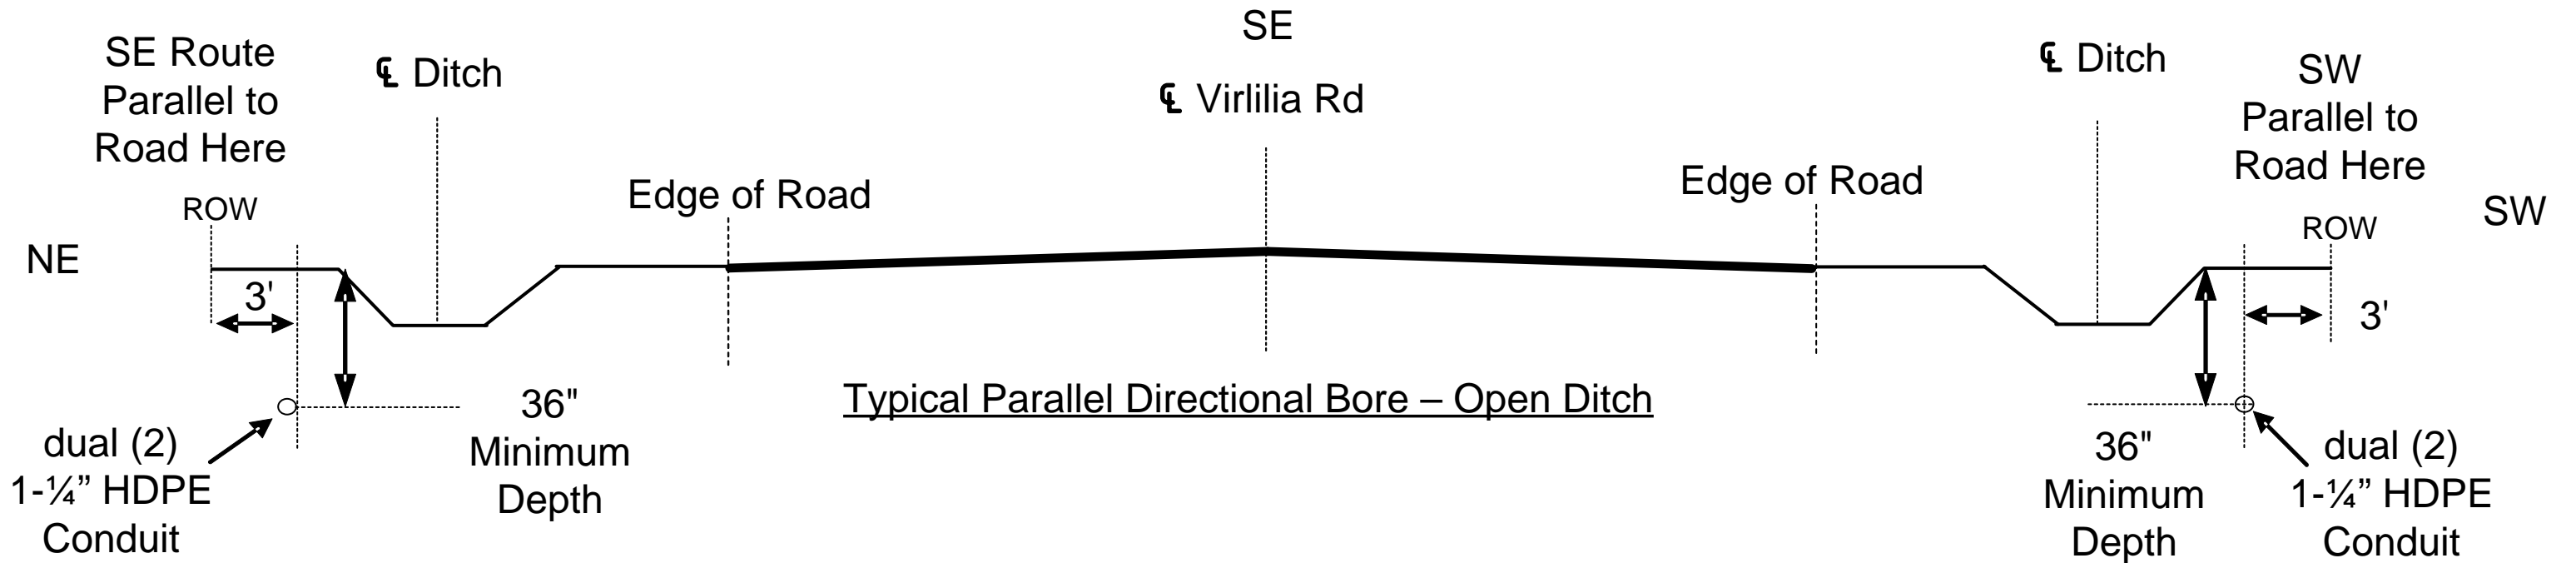 SE
SE Route
Parallel to
Road Here
℄ Ditch
℄ Virlilia Rd
℄ Ditch
SW
Parallel to
Road Here
ROW
Edge of Road
Edge of Road
ROW
SW
NE
3'
3'
Typical Parallel Directional Bore – Open Ditch
36"
Minimum
Depth
dual (2)
1-¼” HDPE
Conduit
36"
Minimum
Depth
dual (2)
1-¼” HDPE
Conduit